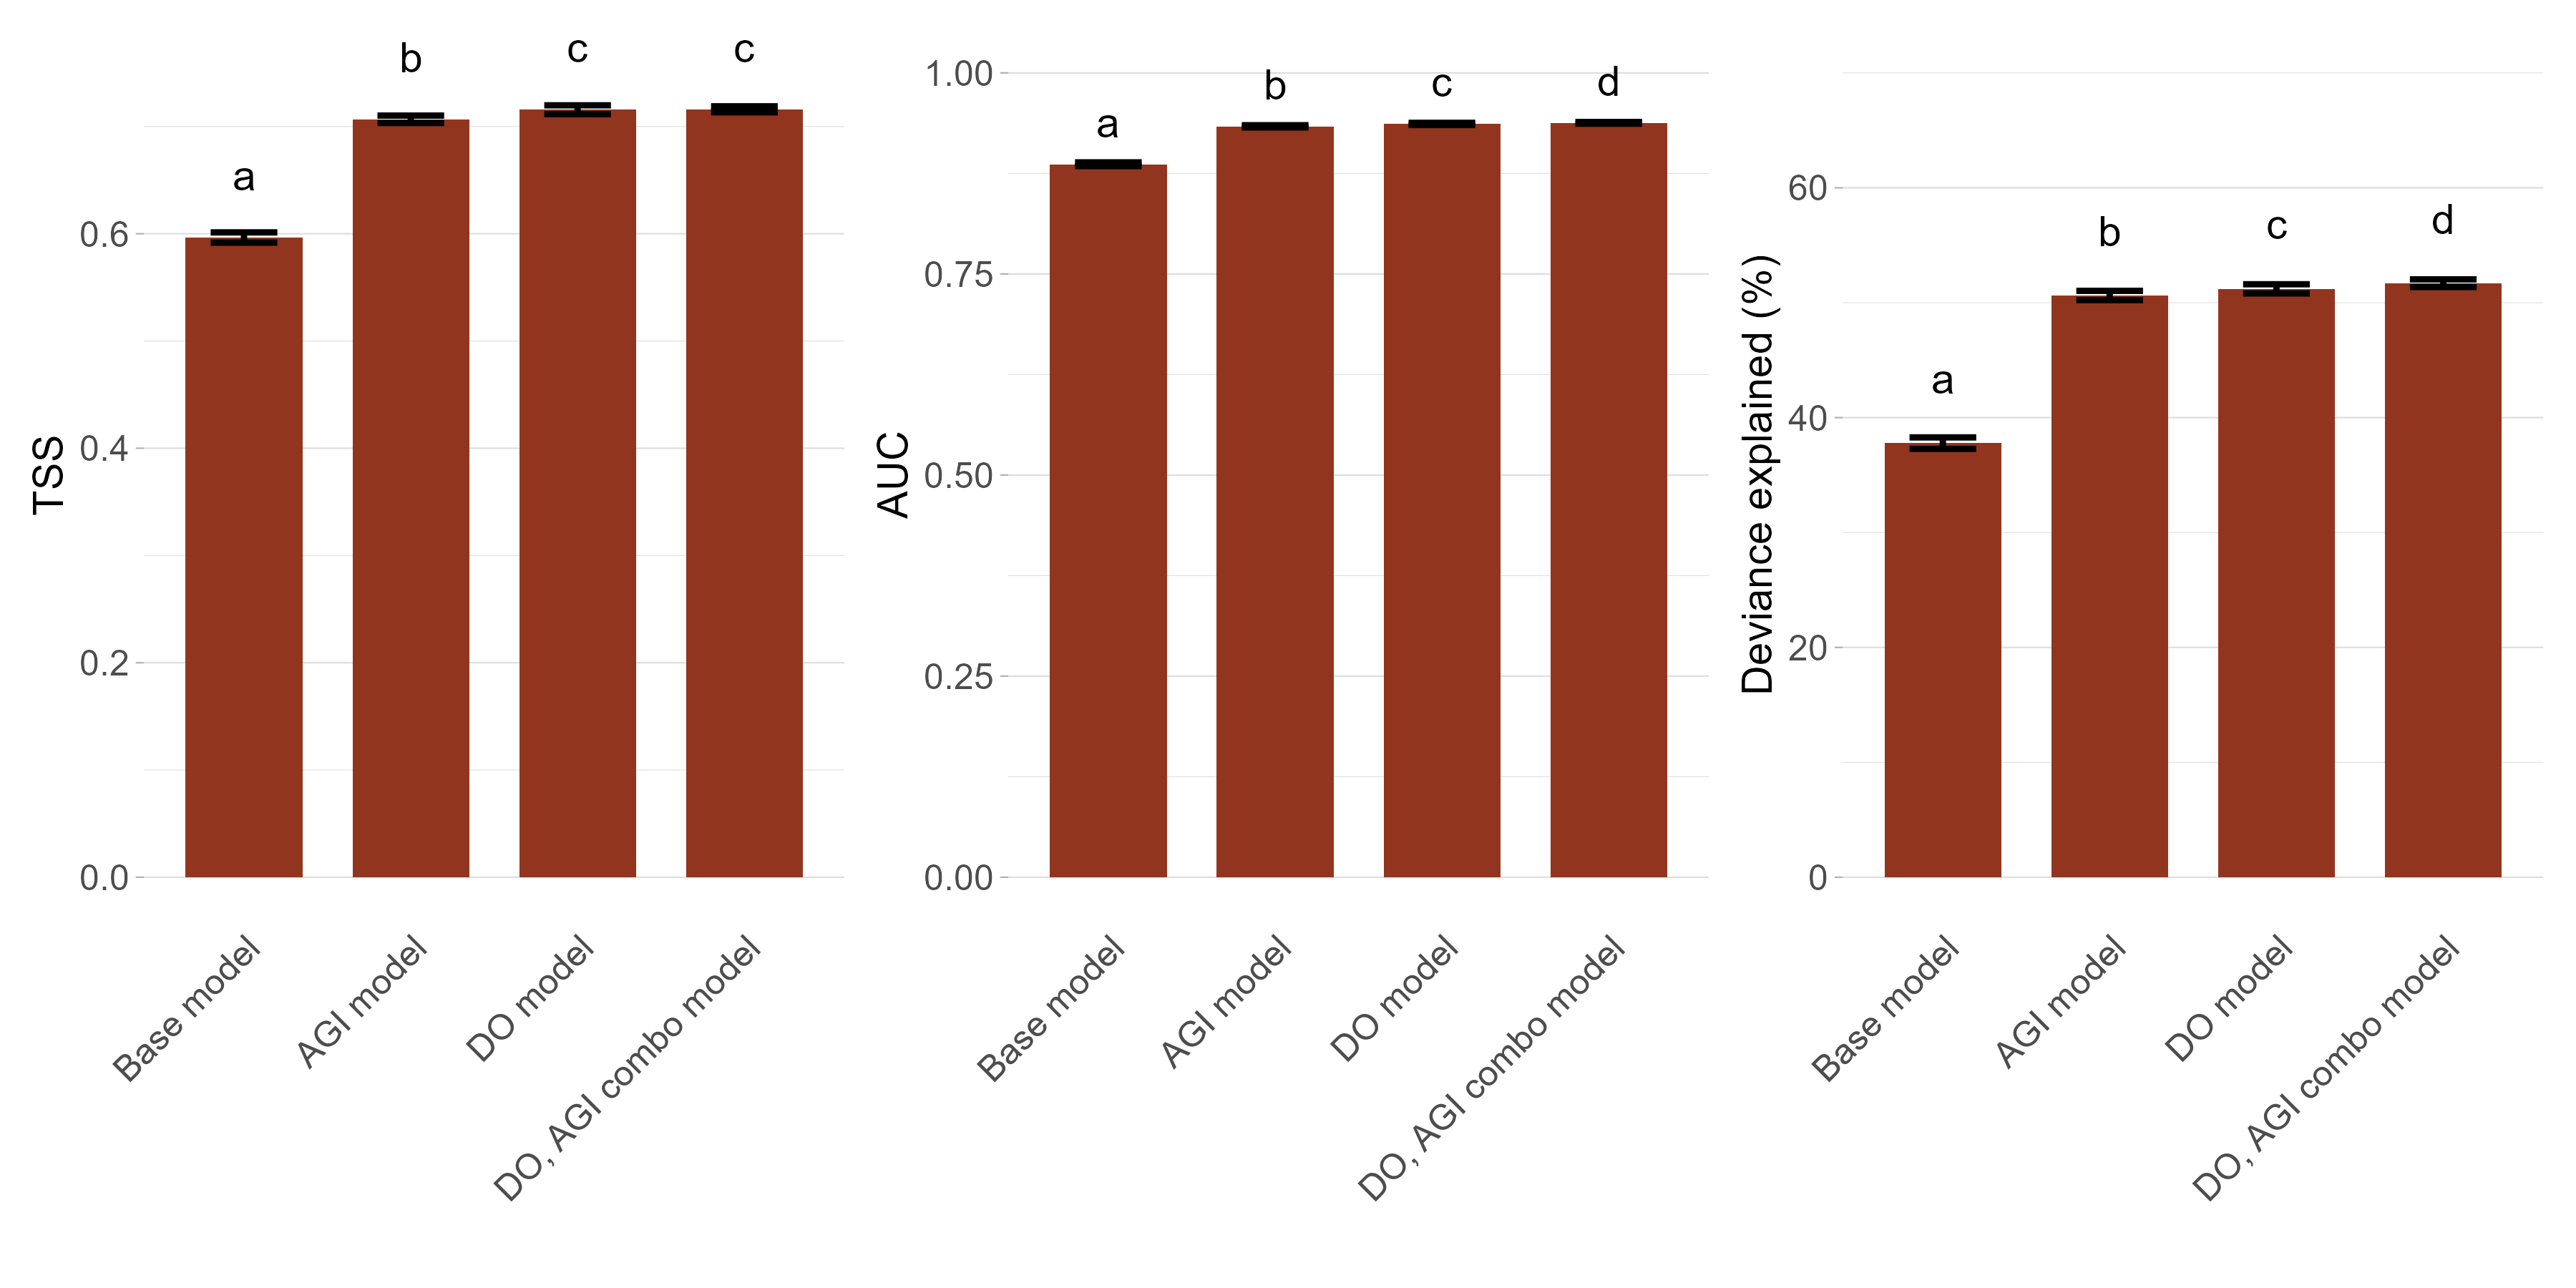 TSS
0.6
0.4
0.2
0.0
a
b
c
c
Base model
AGI model
DO model
DO, AGI combo model
AUC
1.00
0.75
0.50
0.25
0.00
a
b
c
d
Base model
AGI model
DO model
DO, AGI combo model
Deviance explained (%)
60
40
20
0
a
b
c
d
Base model
AGI model
DO model
DO, AGI combo model